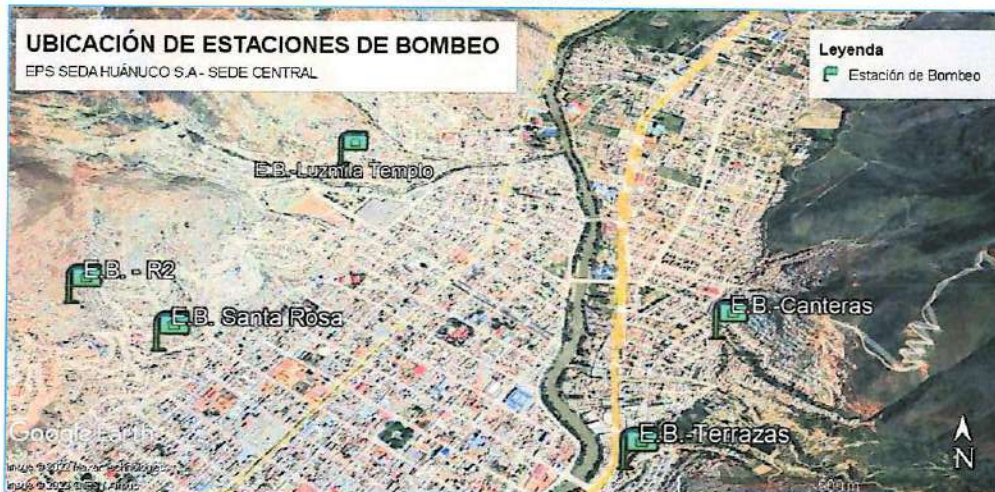 UBICACIÓN DE ESTACIONES DE BOMBEO
EPS SEDA HUÁNUCO S.A - SEDE CENTRAL
Leyenda
Estación de Bombeo
E.B.-Luzmila Templo
E.B. - R2
E.B. Santa Rosa
E.B.-Canteras
E.B.-Terrazas
Google Earth
N